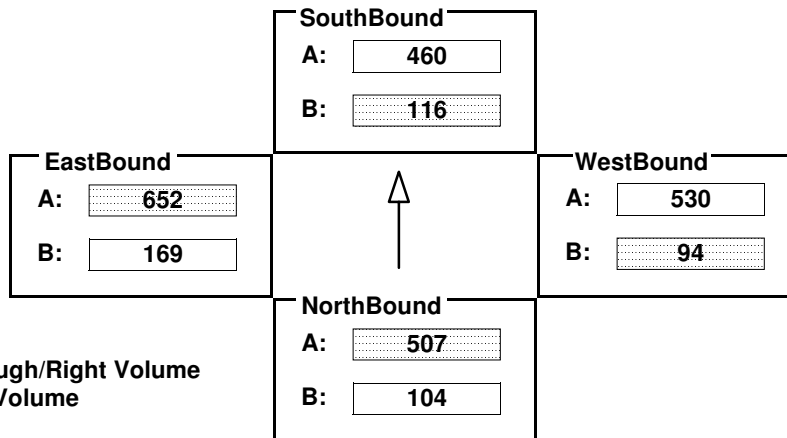 SouthBound
A: 460
B: 116
EastBound
A: 652
B: 169
WestBound
A: 530
B: 94
NorthBound
A: 507
B: 104
ugh/Right Volume
Volume